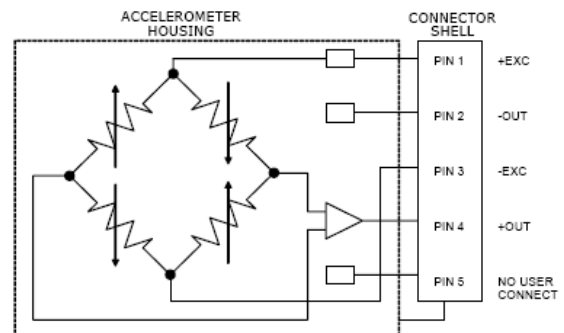 ACCELEROMETER
HOUSING
CONNECTOR
SHELL
PIN 1 +EXC
PIN 2 -OUT
PIN 3 -EXC
PIN 4 +OUT
PIN 5 NO USER
CONNECT